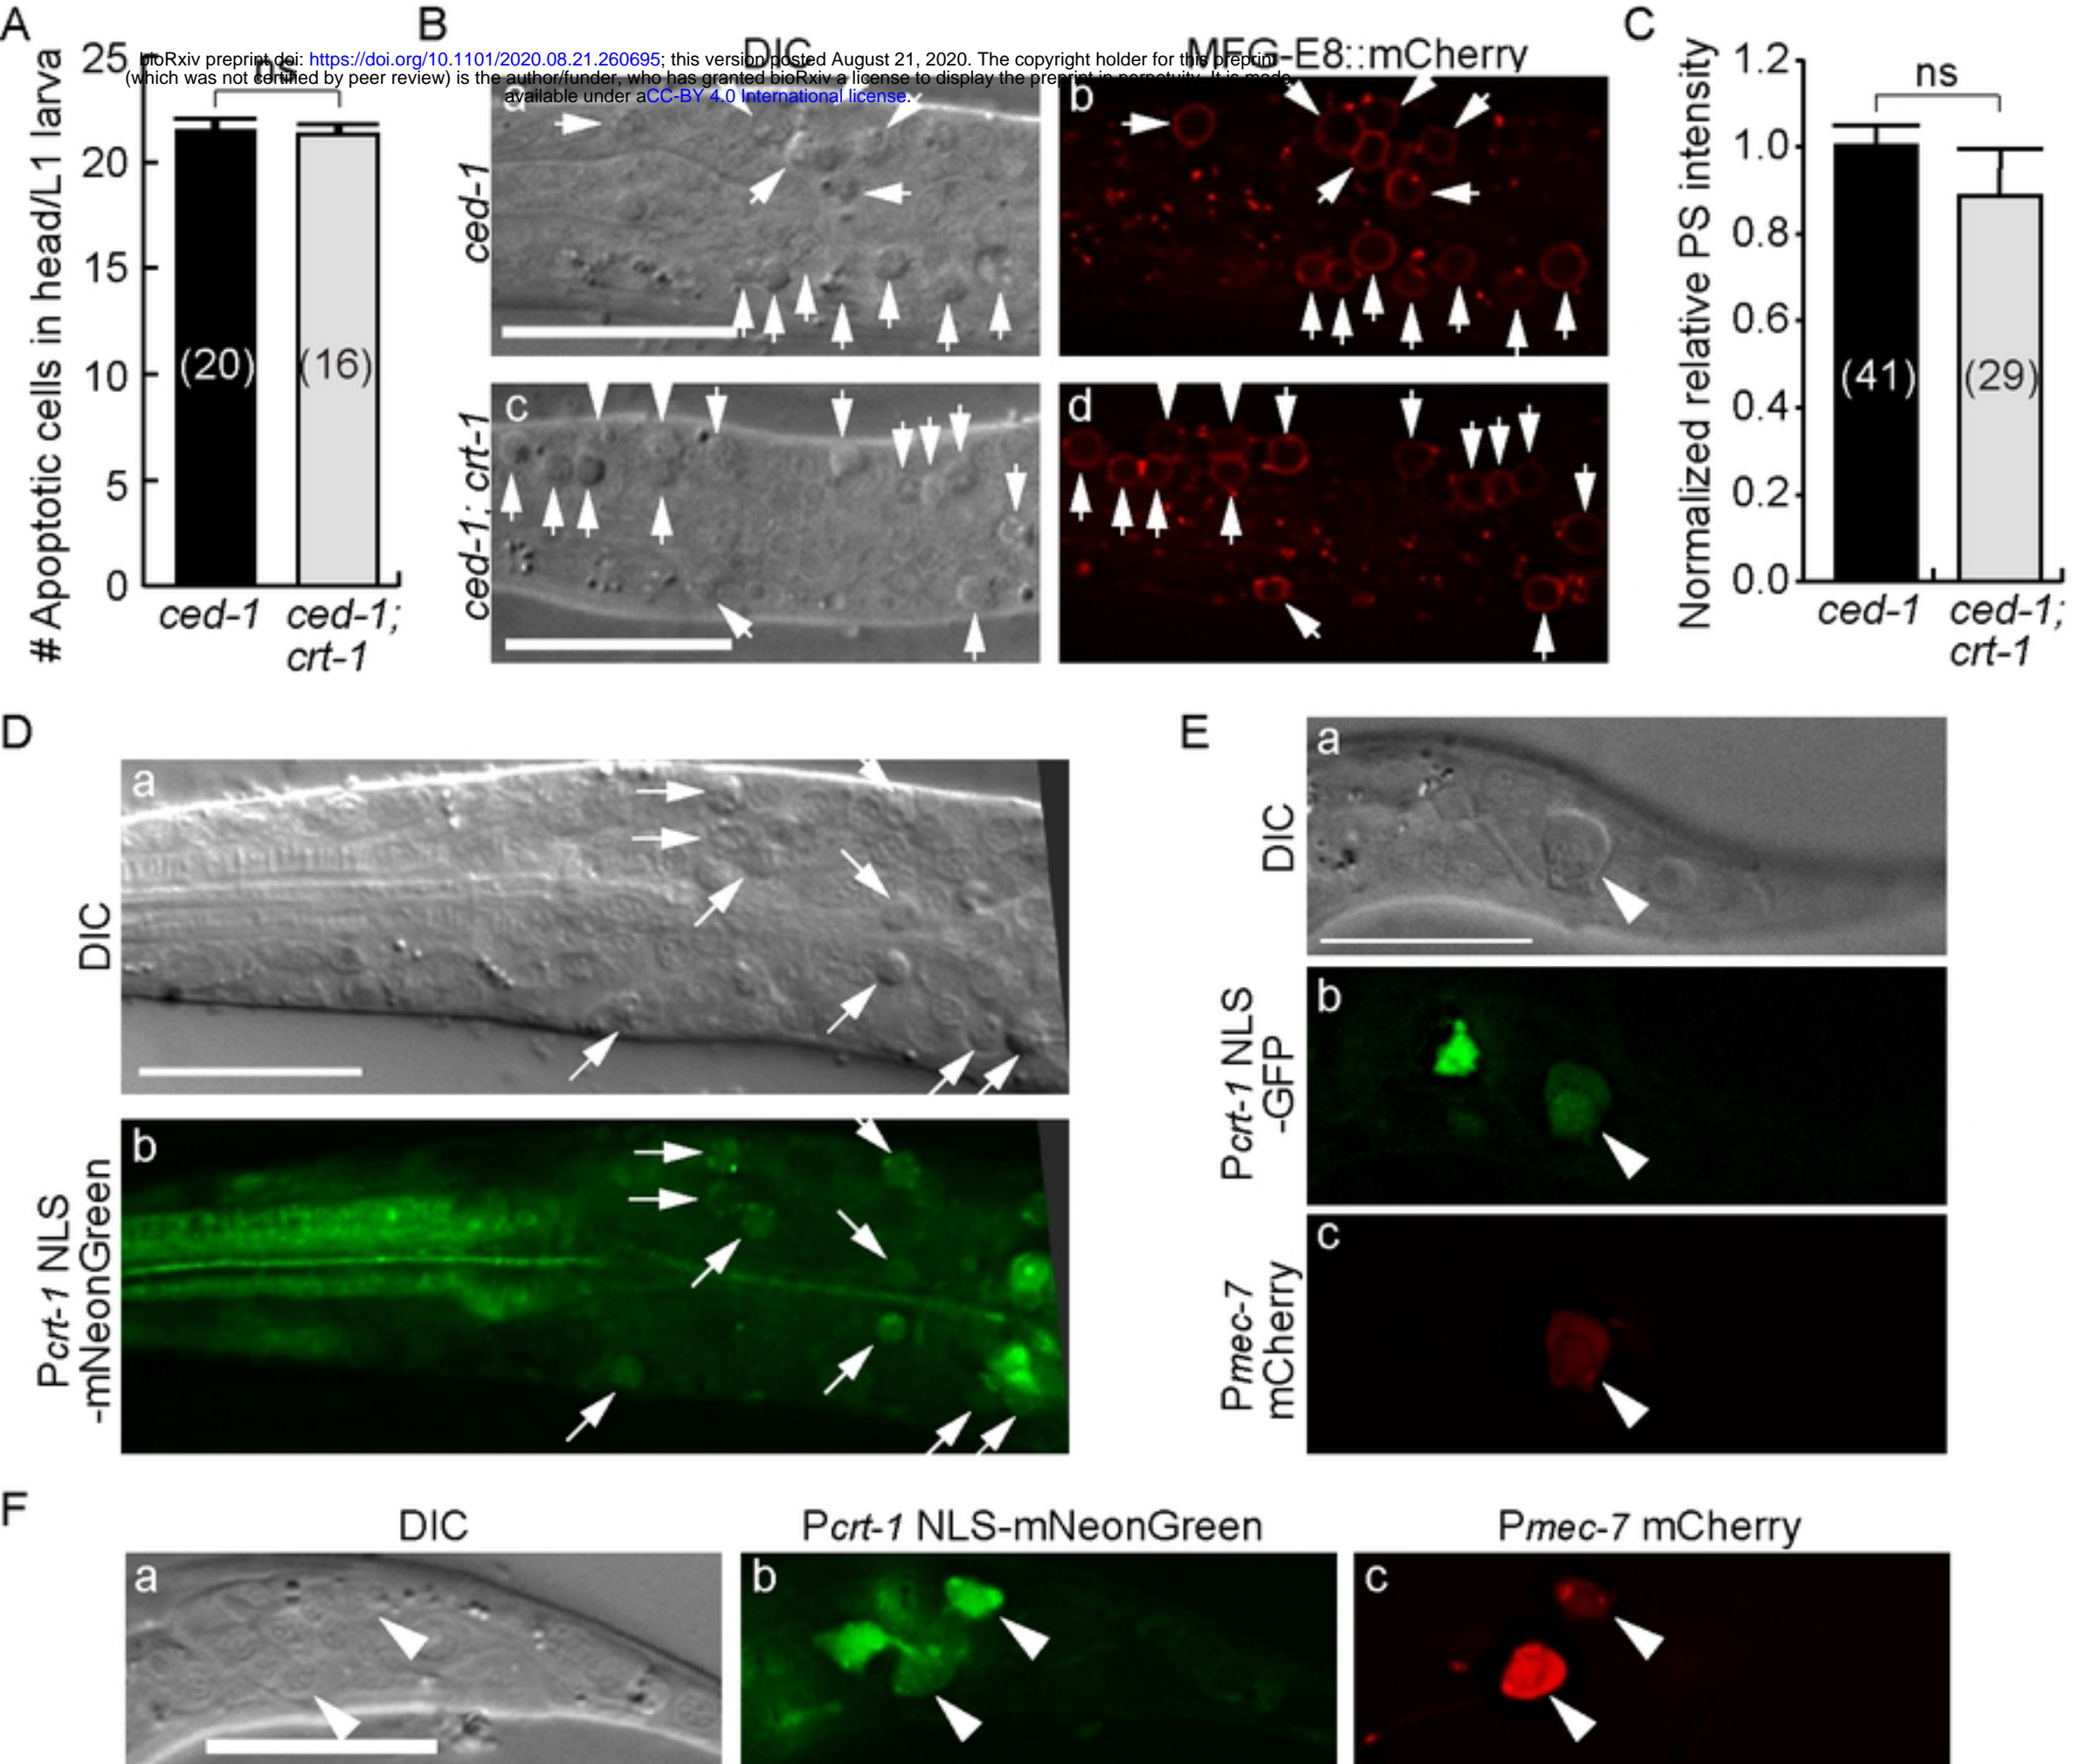 A
B
C
bioRxiv preprint doi: https://doi.org/10.1101/2020.08.21.260695; this version posted August 21, 2020. The copyright holder for this preprint
(which was not certified by peer review) is the author/funder, who has granted bioRxiv a license to display the preprint in perpetuity. It is made
available under aCC-BY 4.0 International license.
# Apoptotic cells in head/L1 larva
25
20
15
10
5
0
ns
(20)
(16)
ced-1
ced-1;
crt-1
DIC
MFG-E8::mCherry
ced-1
a
b
ced-1; crt-1
c
d
Normalized relative PS intensity
1.2
1.0
0.8
0.6
0.4
0.2
0.0
ns
(41)
(29)
ced-1
ced-1;
crt-1
D
DIC
a
Pcrt-1 NLS
-mNeonGreen
b
E
DIC
a
Pcrt-1 NLS
-GFP
b
Pmec-7
mCherry
c
F
DIC
Pcrt-1 NLS-mNeonGreen
Pmec-7 mCherry
a
b
c